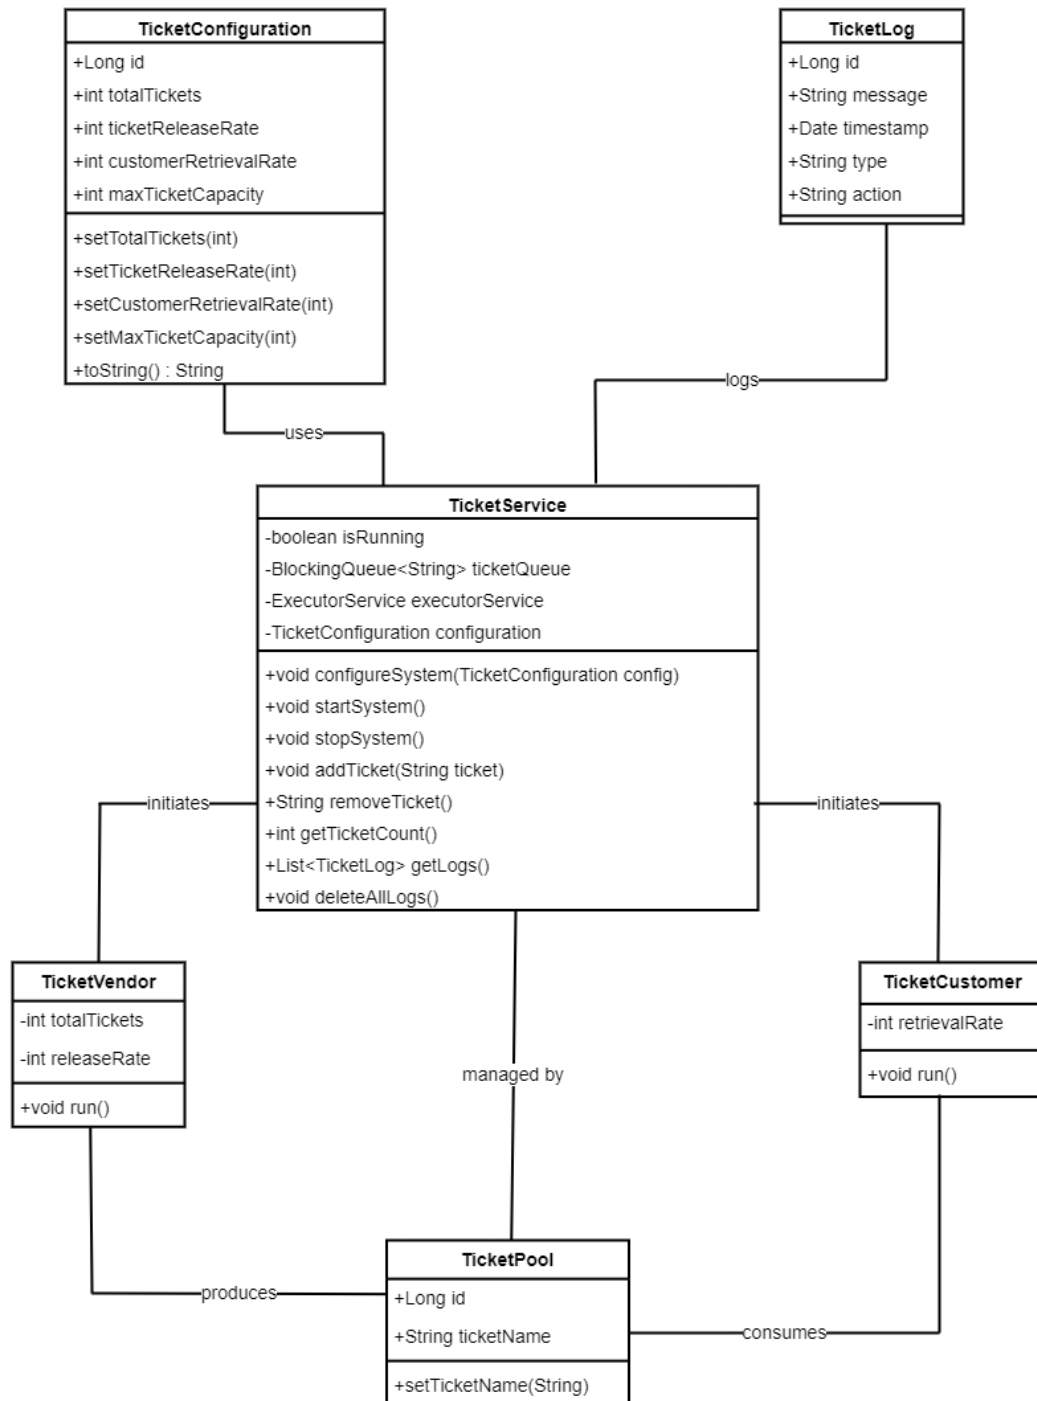 TicketConfiguration
+Long id
+int totalTickets
+int ticketReleaseRate
+int customerRetrievalRate
+int maxTicketCapacity
+setTotalTickets(int)
+setTicketReleaseRate(int)
+setCustomerRetrievalRate(int)
+setMaxTicketCapacity(int)
+toString() : String
TicketLog
+Long id
+String message
+Date timestamp
+String type
+String action
logs
uses
TicketService
-boolean isRunning
-BlockingQueue<String> ticketQueue
-ExecutorService executorService
-TicketConfiguration configuration
+void configureSystem(TicketConfiguration config)
+void startSystem()
+void stopSystem()
+void addTicket(String ticket)
+String removeTicket()
+int getTicketCount()
+List<TicketLog> getLogs()
+void deleteAllLogs()
initiates
initiates
TicketVendor
-int totalTickets
-int releaseRate
+void run()
managed by
TicketCustomer
-int retrievalRate
+void run()
produces
consumes
TicketPool
+Long id
+String ticketName
+setTicketName(String)